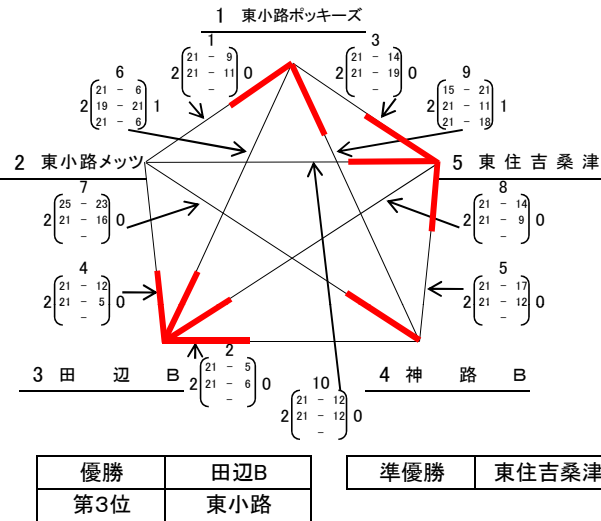 1 東小路ポッキーズ
1
2 21 - 9 0
21 - 11
-
3
2 21 - 14 0
21 - 19
-
6
2 21 - 6 1
19 - 21
21 - 6
9
2 15 - 21 1
21 - 11
21 - 18
2 東小路メッツ
5 東住吉桑津
7
2 25 - 23 0
21 - 16
-
8
2 21 - 14 0
21 - 9
-
4
2 21 - 12 0
21 - 5
-
5
2 21 - 17 0
21 - 12
-
3 田 辺 B
2
2 21 - 5 0
21 - 6
-
10
2 21 - 12 0
21 - 12
-
4 神 路 B
優勝 田辺B 準優勝 東住吉桑津
第3位 東小路